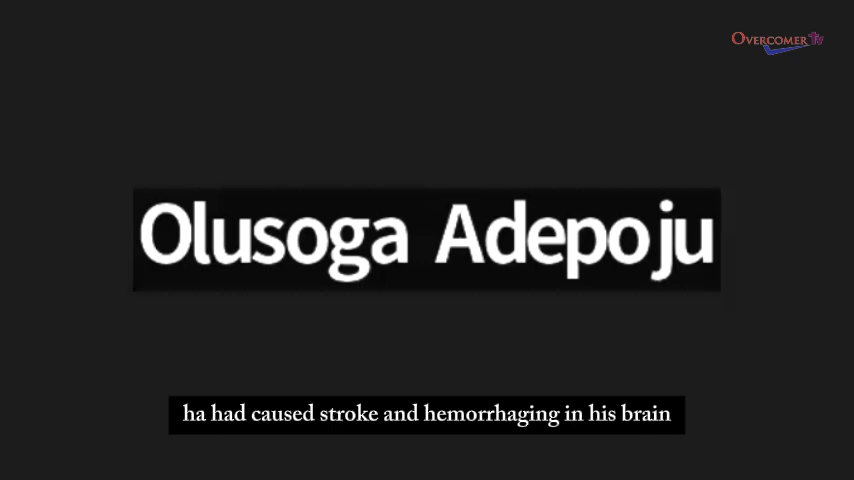 OVERCOMER TV
Olusoga Adepoju
ha had caused stroke and hemorrhaging in his brain